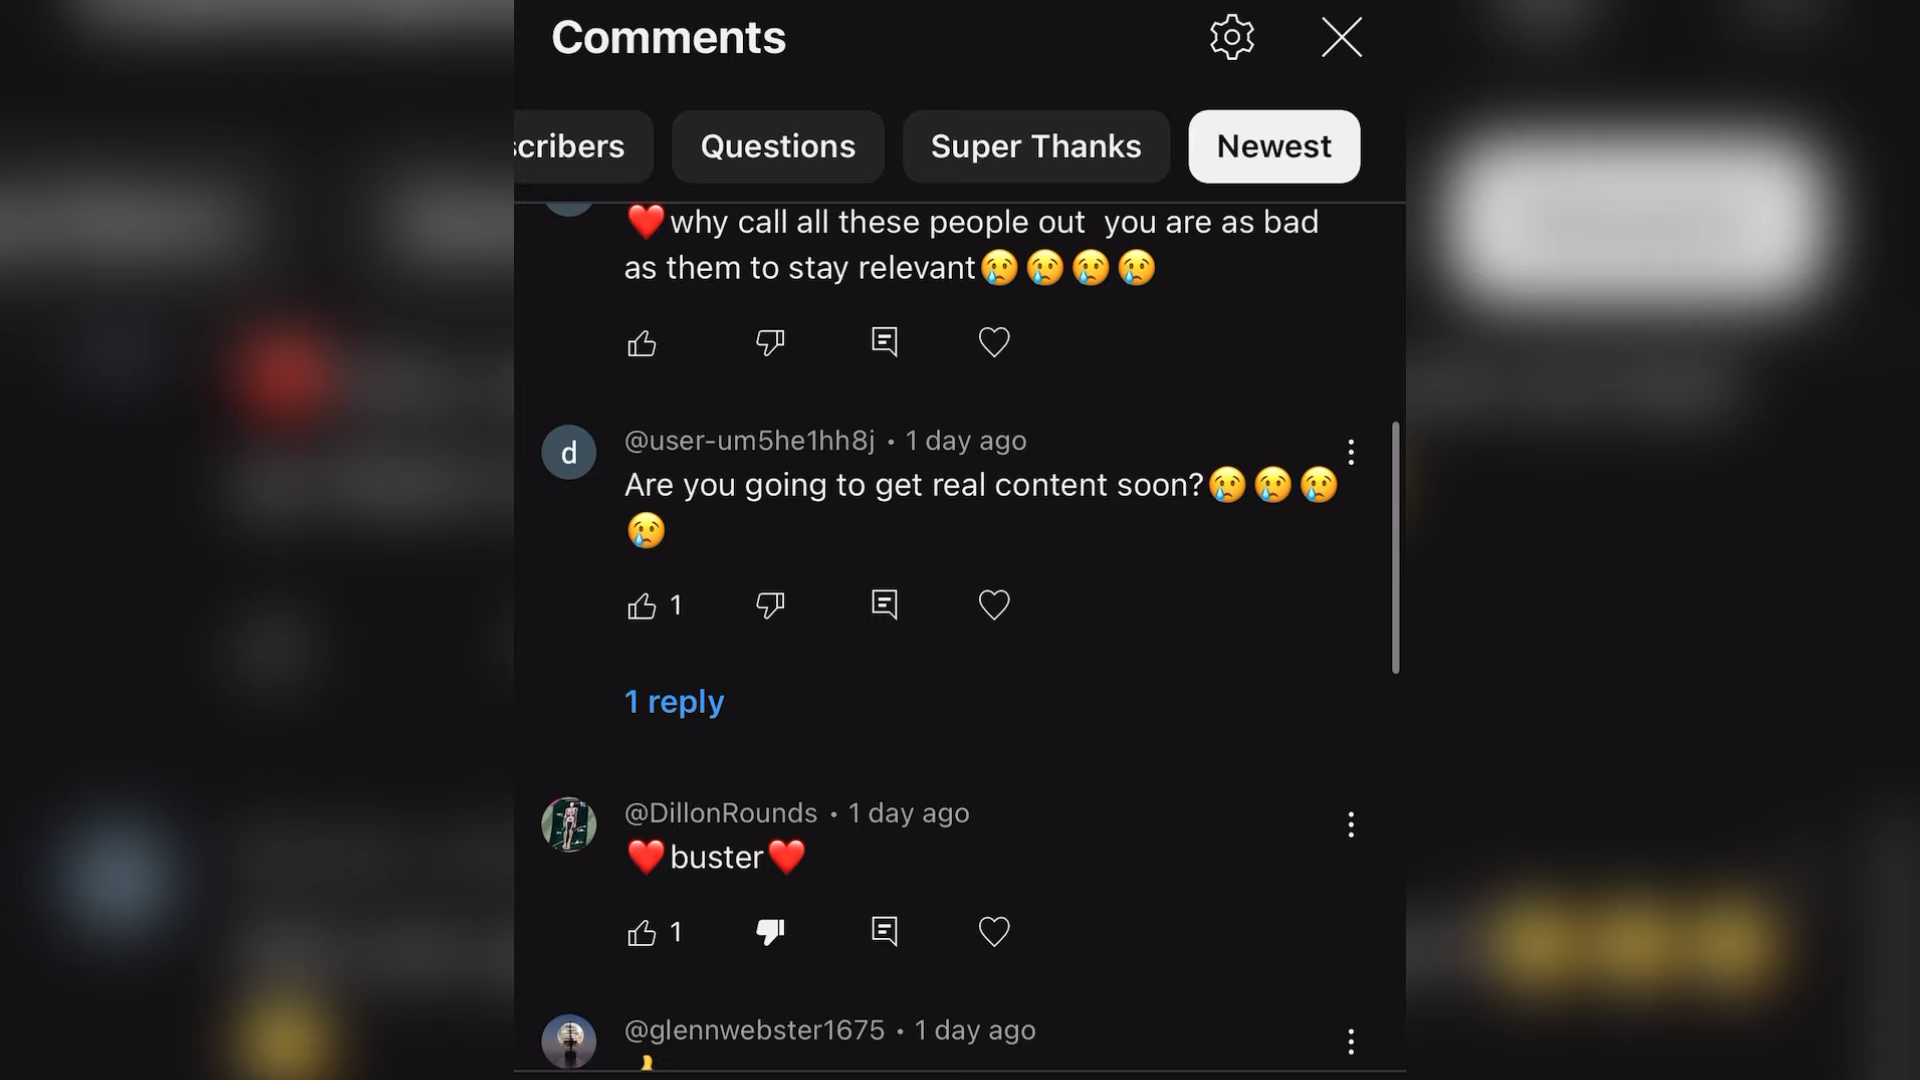 Comments
scribers
Questions
Super Thanks
Newest
❤️why call all these people out you are as bad
as them to stay relevant😢😢😢😢
d
@user-um5he1hh8j • 1 day ago
Are you going to get real content soon?😢😢😢
😢
1
1 reply
@DillonRounds • 1 day ago
❤️buster❤️
1
@glennwebster1675 • 1 day ago